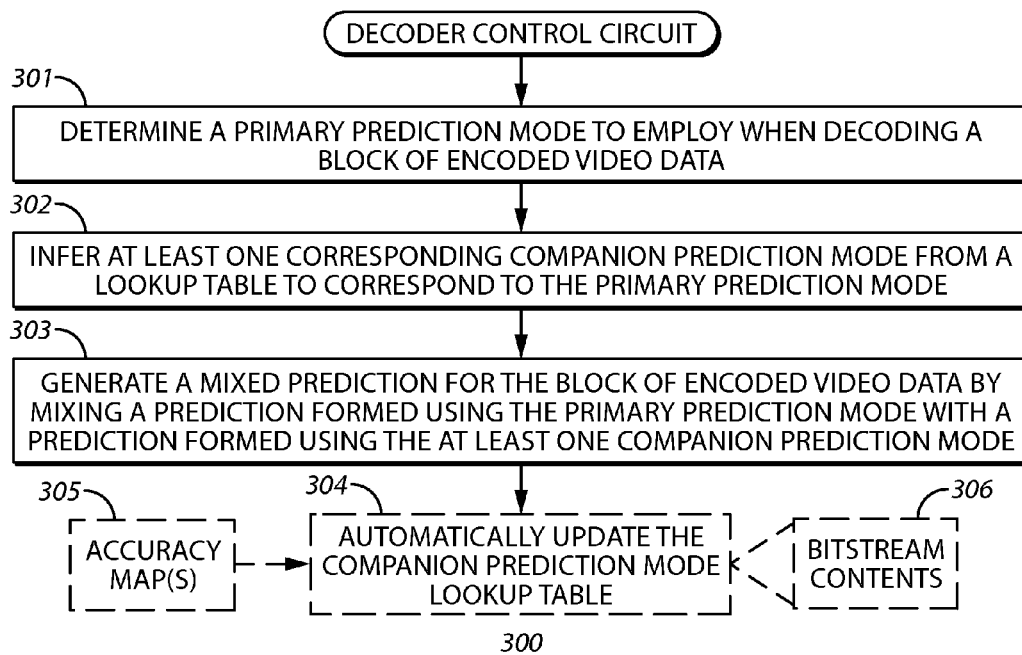 DECODER CONTROL CIRCUIT
301
DETERMINE A PRIMARY PREDICTION MODE TO EMPLOY WHEN DECODING A
BLOCK OF ENCODED VIDEO DATA
302
INFER AT LEAST ONE CORRESPONDING COMPANION PREDICTION MODE FROM A
LOOKUP TABLE TO CORRESPOND TO THE PRIMARY PREDICTION MODE
303
GENERATE A MIXED PREDICTION FOR THE BLOCK OF ENCODED VIDEO DATA BY
MIXING A PREDICTION FORMED USING THE PRIMARY PREDICTION MODE WITH A
PREDICTION FORMED USING THE AT LEAST ONE COMPANION PREDICTION MODE
305
ACCURACY
MAP(S)
304
AUTOMATICALLY UPDATE THE
COMPANION PREDICTION MODE
LOOKUP TABLE
306
BITSTREAM
CONTENTS
300